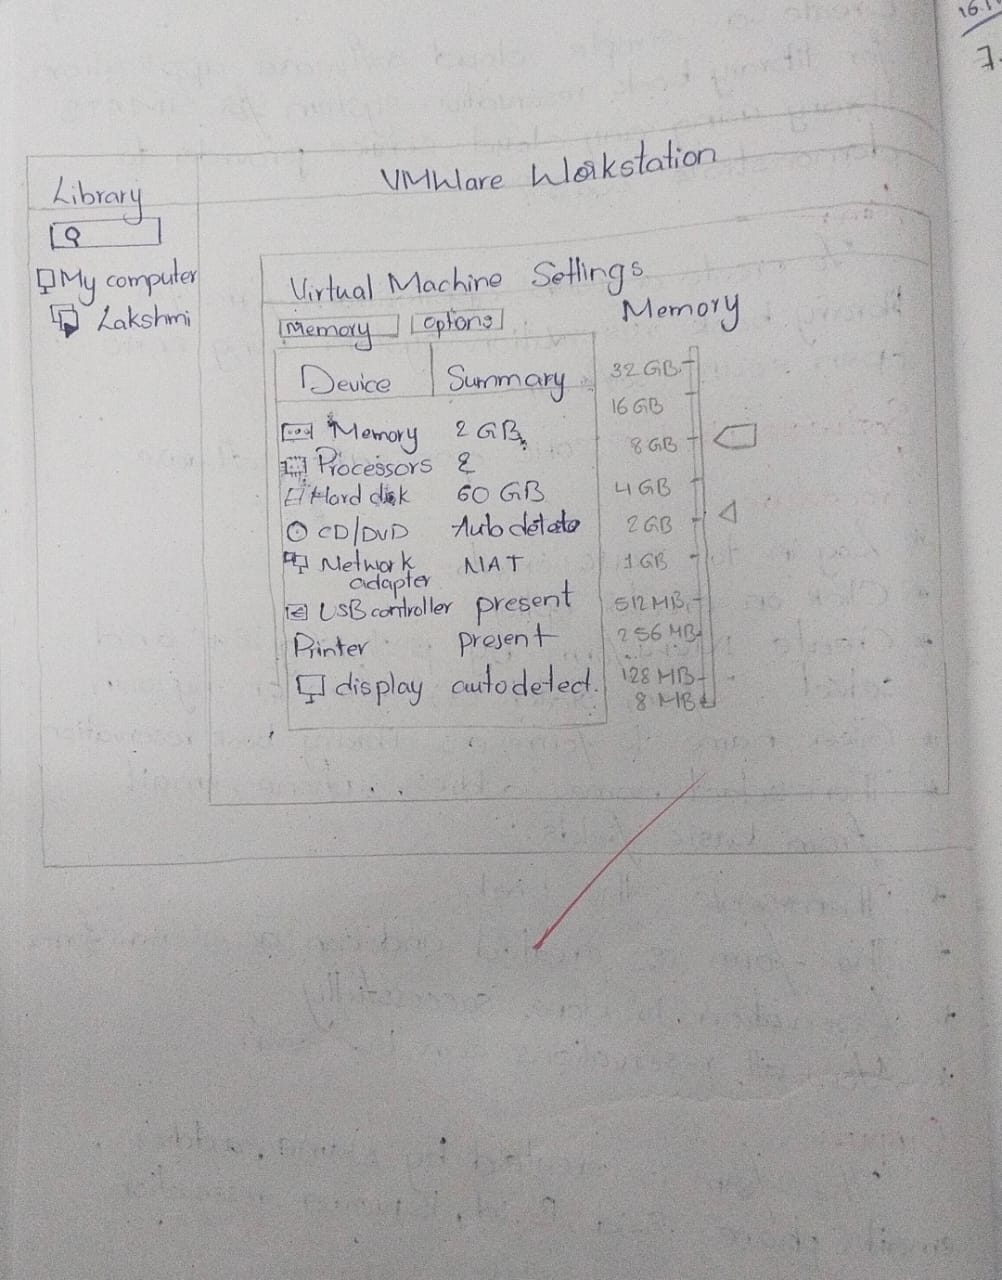 16.1
7.
VMWare Workstation
Library
My computer
Lakshmi
Virtual Machine Settings
Memory Options
Device Summary
Memory 2 GB
Processors 2
Hard disk 60 GB
CD/DVD Auto detate
Network adapter NAT
USB controller present
Printer present
display autodetect.
Memory
32 GB
16 GB
8 GB
4 GB
2 GB
1 GB
512 MB
256 MB
128 MB
8 MB